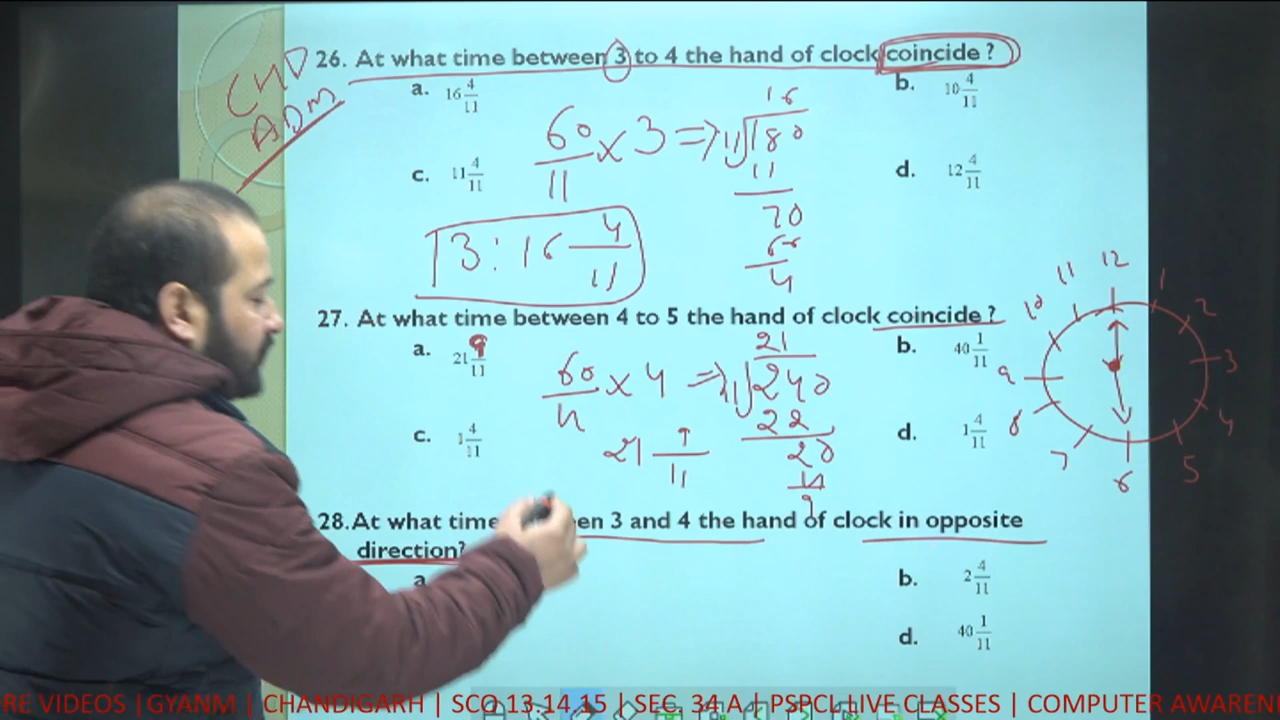 CHD
ADM
26. At what time between 3 to 4 the hand of clock coincide ?
a. 16 4/11
b. 10 4/11
c. 11 4/11
d. 12 4/11
60/11 × 3 ⇒ 11)180
16
11
70
66
4
3:16 4/11
27. At what time between 4 to 5 the hand of clock coincide ?
a. 21 9/11
b. 40 1/11
c. 1 4/11
d. 1 4/11
60/11 × 4 ⇒ 11)240
21
22
20
11
9
21 9/11
12
1
2
3
4
5
6
7
8
9
10
11
28.At what time en 3 and 4 the hand of clock in opposite
direction?
a
b. 2 4/11
d. 40 1/11
RE VIDEOS | GYANM | CHANDIGARH | SCO 13,14,15 | SEC. 34 A | PSPCL LIVE CLASSES | COMPUTER AWAREN